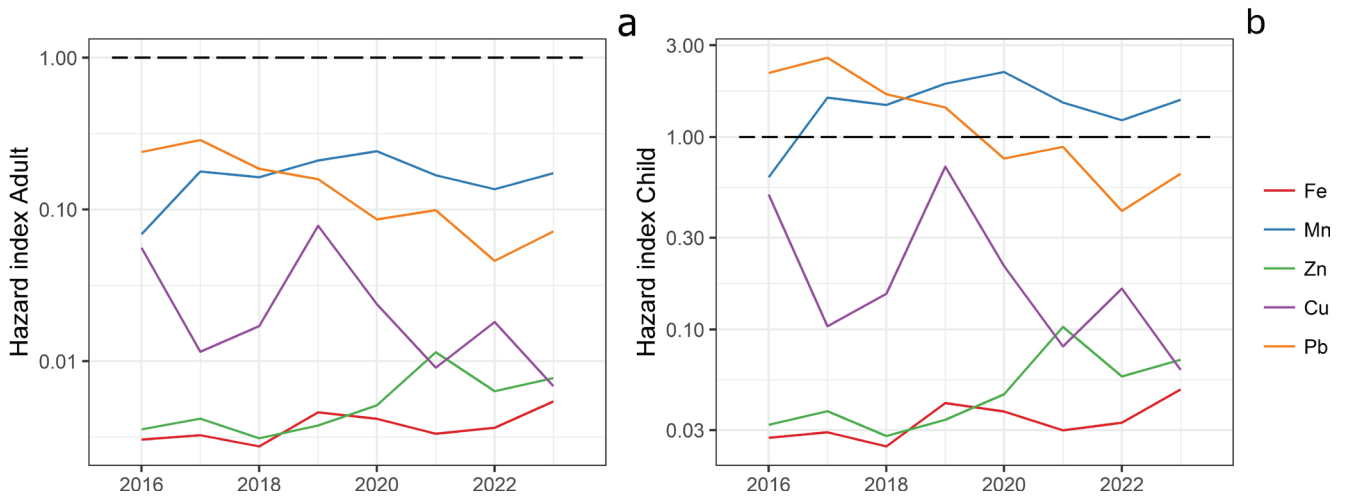 a
b
Hazard index Adult
1.00
0.10
0.01
2016
2018
2020
2022
Hazard index Child
3.00
1.00
0.30
0.10
0.03
2016
2018
2020
2022
Fe
Mn
Zn
Cu
Pb